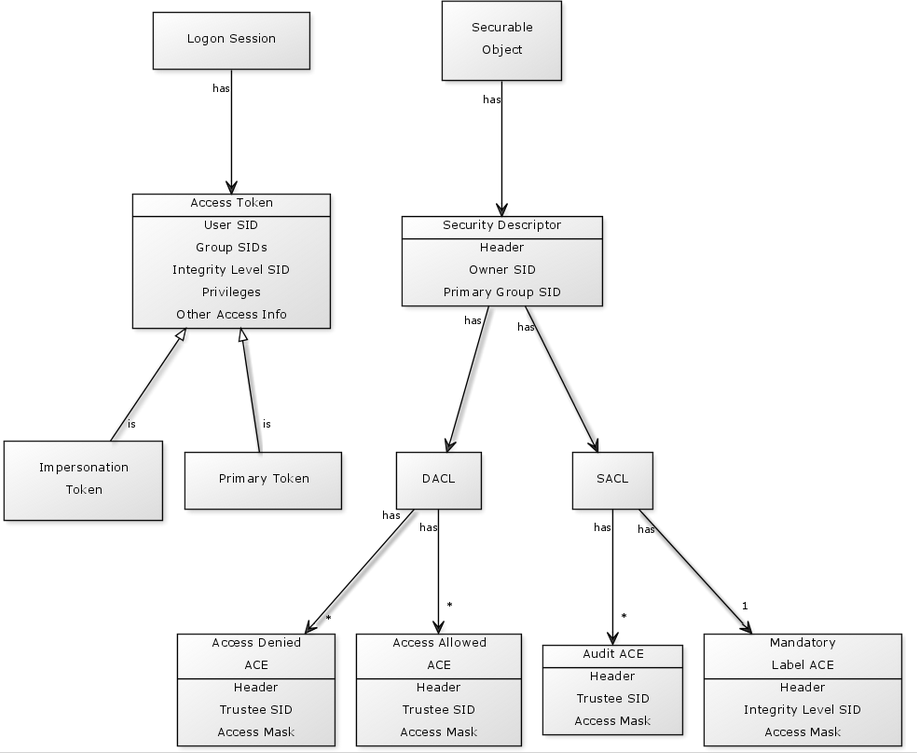 Logon Session
Securable
Object
has
has
Access Token
User SID
Group SIDs
Integrity Level SID
Privileges
Other Access Info
Security Descriptor
Header
Owner SID
Primary Group SID
has
has
is
is
Impersonation
Token
Primary Token
DACL
SACL
has
has
has
has
*
*
*
1
Access Denied
ACE
Header
Trustee SID
Access Mask
Access Allowed
ACE
Header
Trustee SID
Access Mask
Audit ACE
Header
Trustee SID
Access Mask
Mandatory
Label ACE
Header
Integrity Level SID
Access Mask